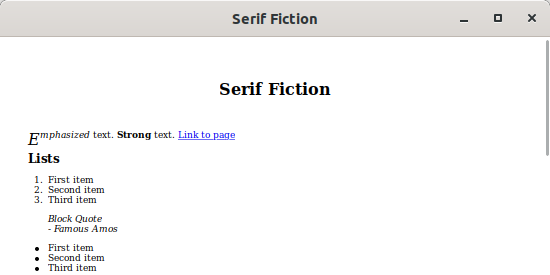 Serif Fiction
Serif Fiction
Emphasized text. Strong text. Link to page
Lists
1. First item
2. Second item
3. Third item
Block Quote
- Famous Amos
• First item
• Second item
• Third item